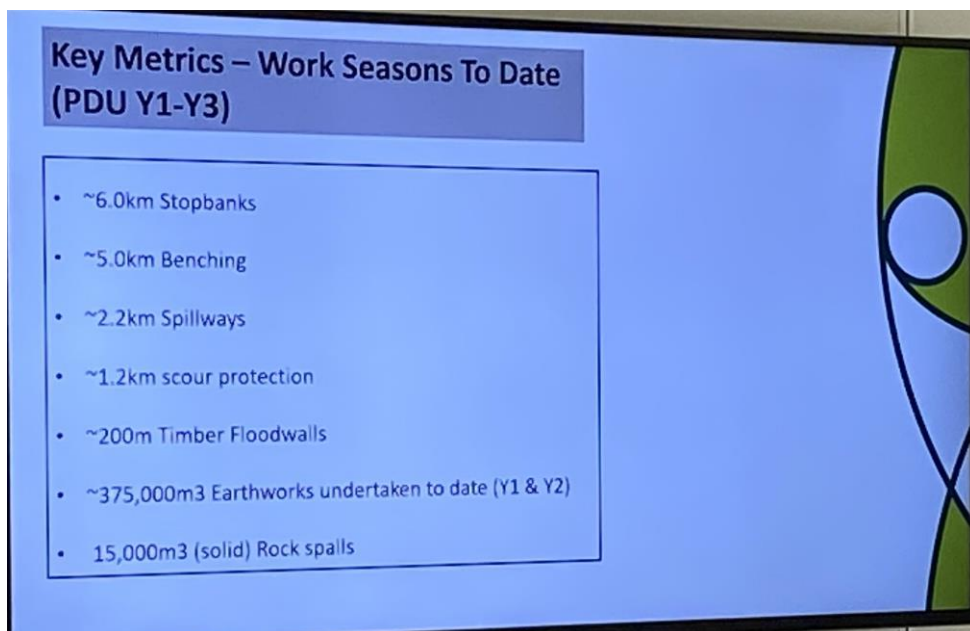 Key Metrics – Work Seasons To Date
(PDU Y1-Y3)
• ~6.0km Stopbanks
• ~5.0km Benching
• ~2.2km Spillways
• ~1.2km scour protection
• ~200m Timber Floodwalls
• ~375,000m3 Earthworks undertaken to date (Y1 & Y2)
• 15,000m3 (solid) Rock spalls